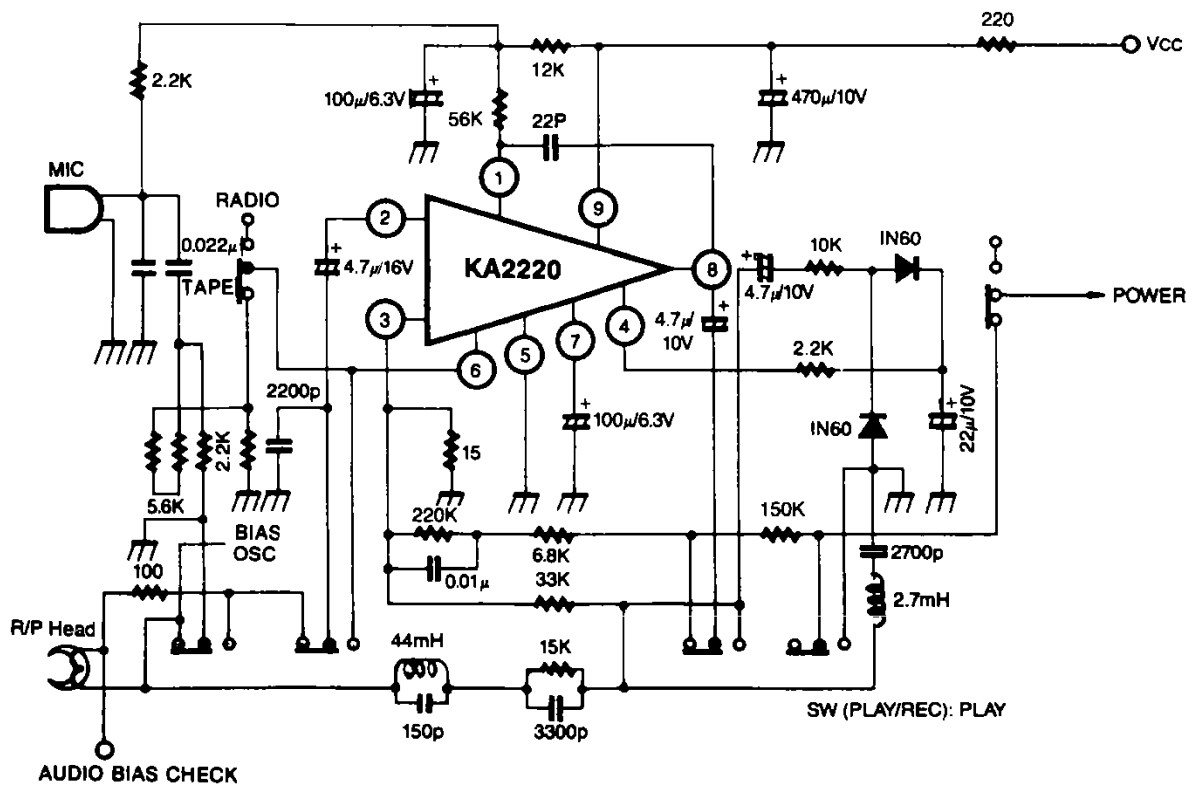 220
VCC
2.2K
12K
100μ/6.3V
470μ/10V
56K
22P
MIC
1
RADIO
2
9
0.022μ
4.7μ/16V
KA2220
8
10K
IN60
TAPE
4.7μ/10V
POWER
3
4.7μ/
10V
6
5
7
4
2.2K
2200p
100μ/6.3V
IN60
22μ/10V
2.2K
15
5.6K
220K
150K
BIAS
OSC
6.8K
2700p
100
0.01μ
33K
2.7mH
R/P Head
44mH
15K
150p
3300p
SW (PLAY/REC): PLAY
AUDIO BIAS CHECK